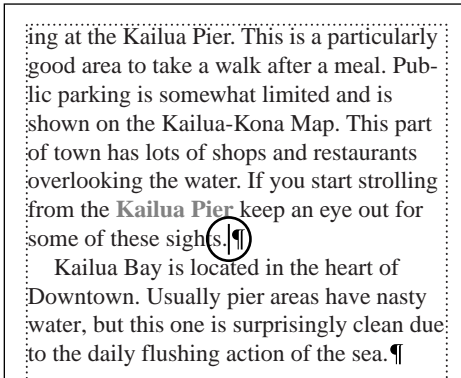 ing at the Kailua Pier. This is a particularly
good area to take a walk after a meal. Pub-
lic parking is somewhat limited and is
shown on the Kailua-Kona Map. This part
of town has lots of shops and restaurants
overlooking the water. If you start strolling
from the Kailua Pier keep an eye out for
some of these sights.¶
Kailua Bay is located in the heart of
Downtown. Usually pier areas have nasty
water, but this one is surprisingly clean due
to the daily flushing action of the sea.¶